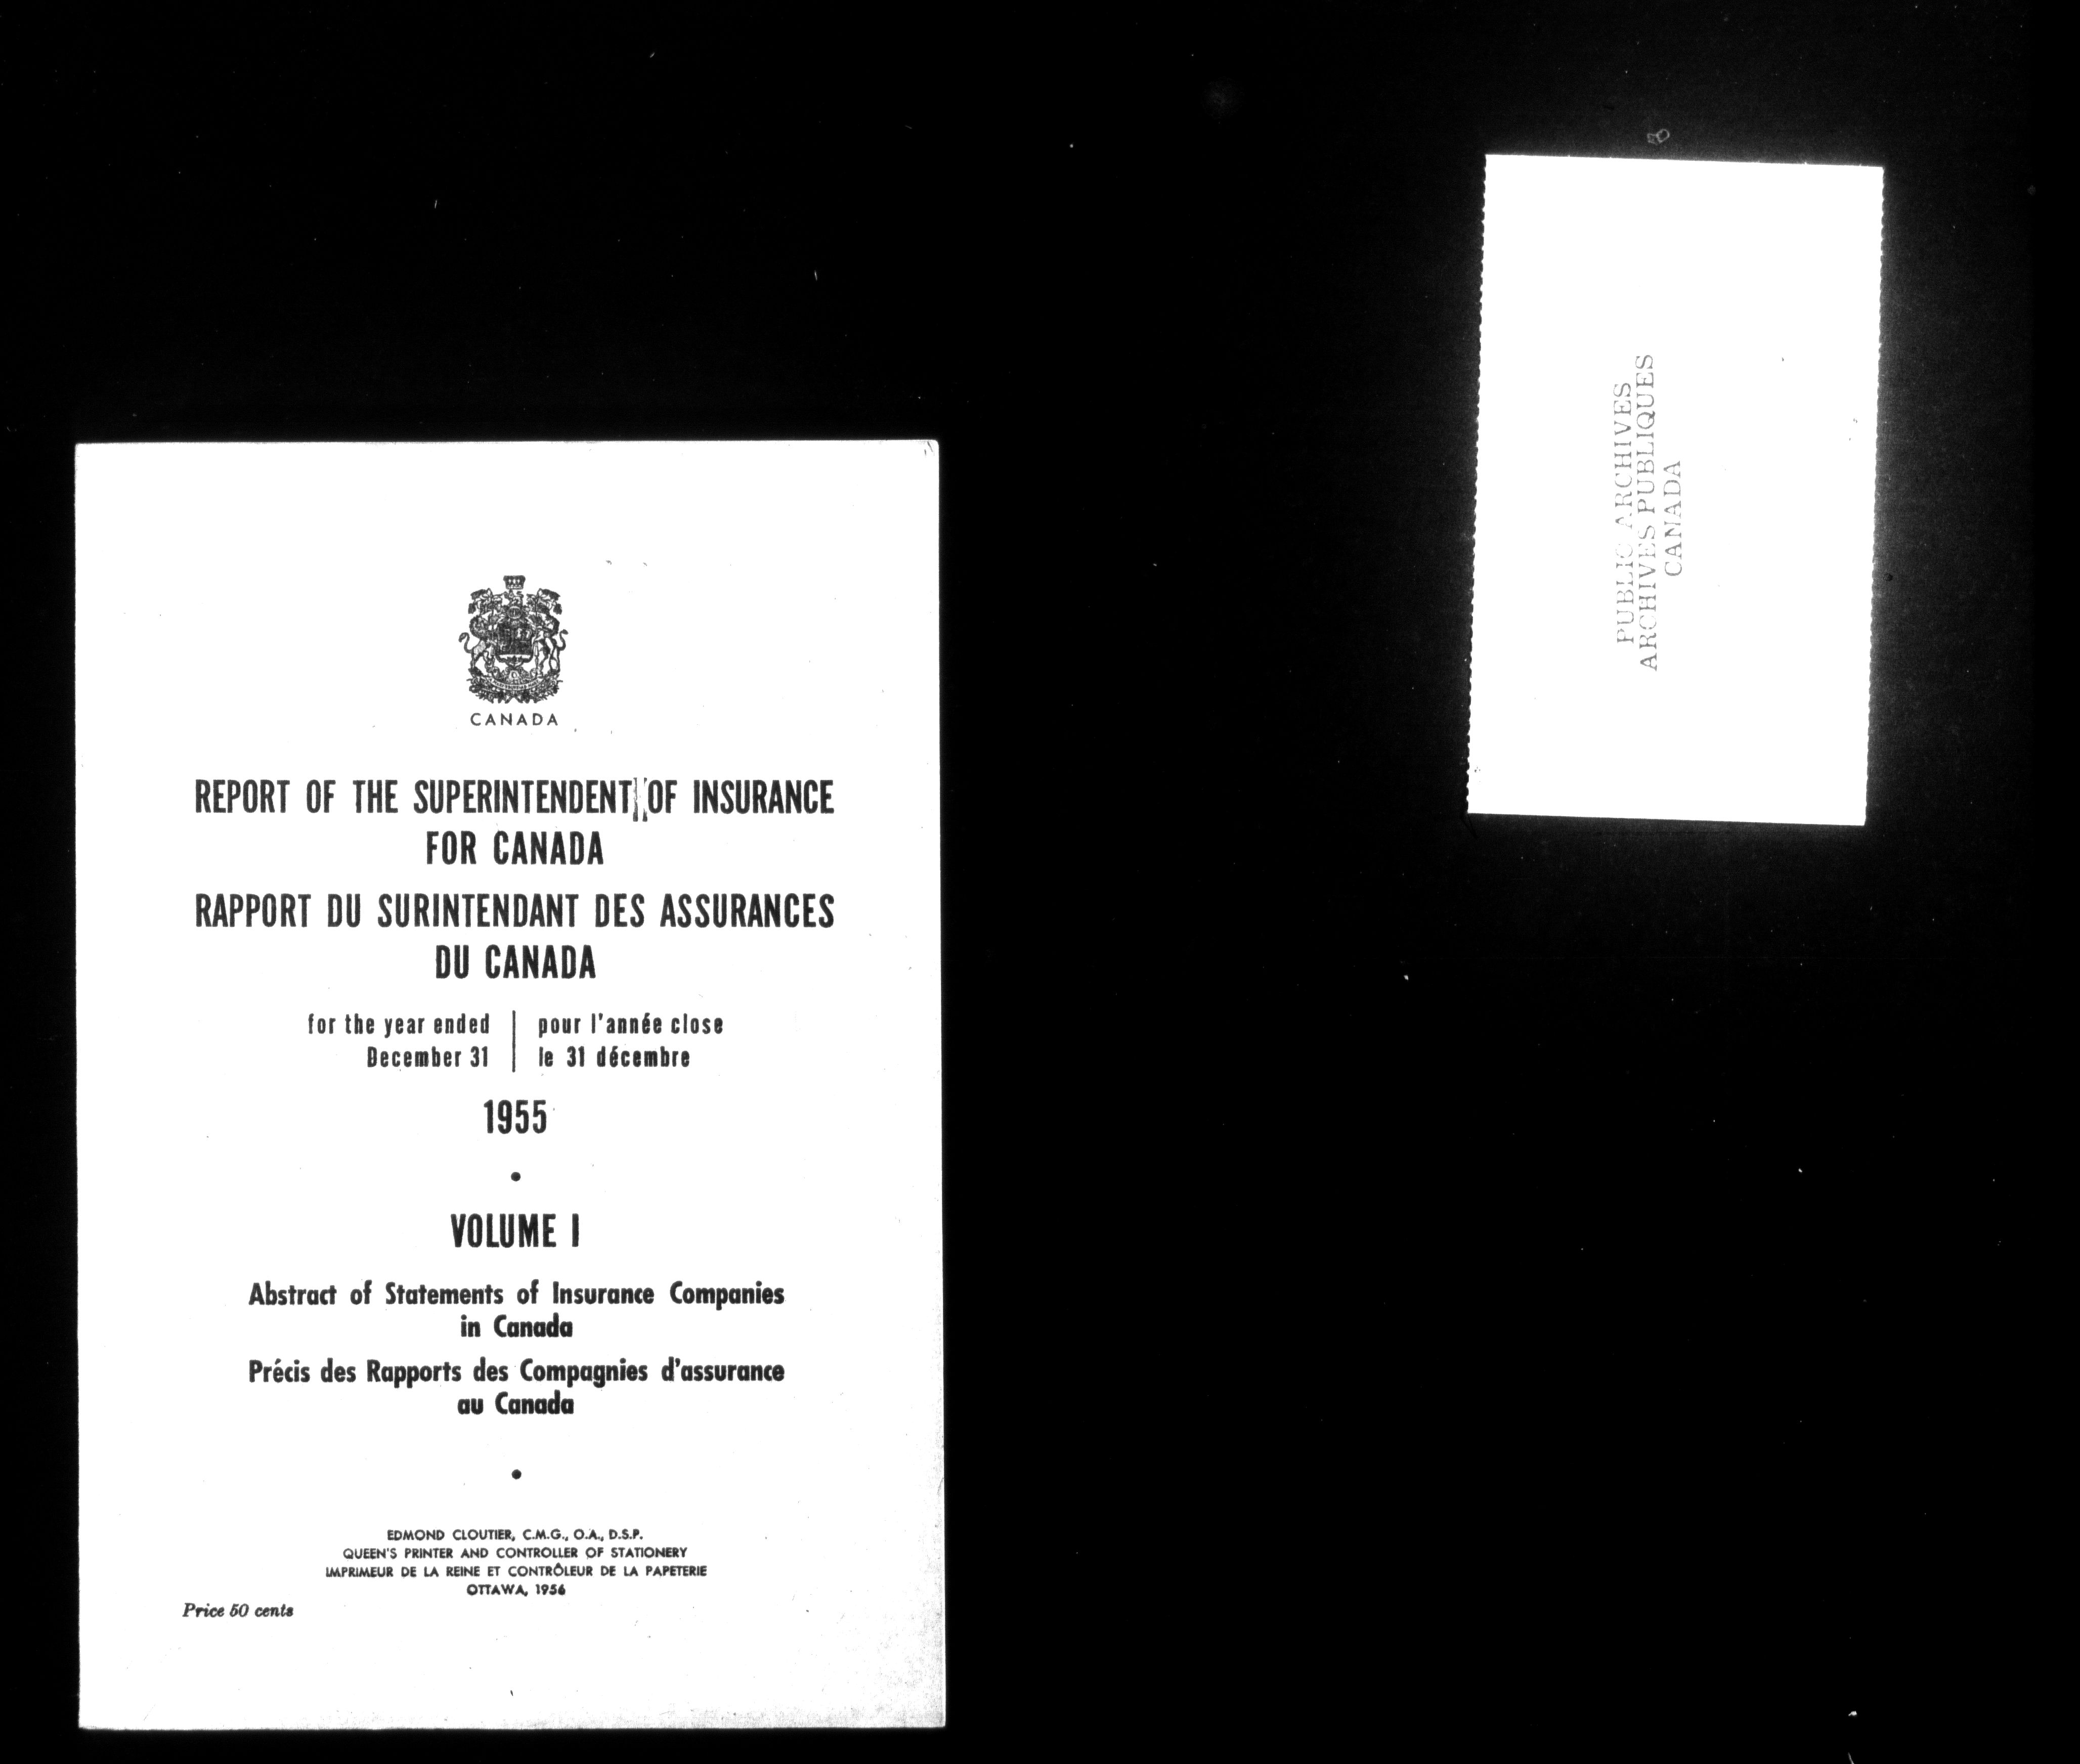 CANADA
REPORT OF THE SUPERINTENDENT OF INSURANCE
FOR CANADA
RAPPORT DU SURINTENDANT DES ASSURANCES
DU CANADA
for the year ended
December 31
pour l'année close
le 31 décembre
1955
VOLUME I
Abstract of Statements of Insurance Companies
in Canada
Précis des Rapports des Compagnies d'assurance
au Canada
EDMOND CLOUTIER, C.M.G., O.A., D.S.P.
QUEEN'S PRINTER AND CONTROLLER OF STATIONERY
IMPRIMEUR DE LA REINE ET CONTRÔLEUR DE LA PAPETERIE
OTTAWA, 1956
Price 50 cents
PUBLIC ARCHIVES
ARCHIVES PUBLIQUES
CANADA